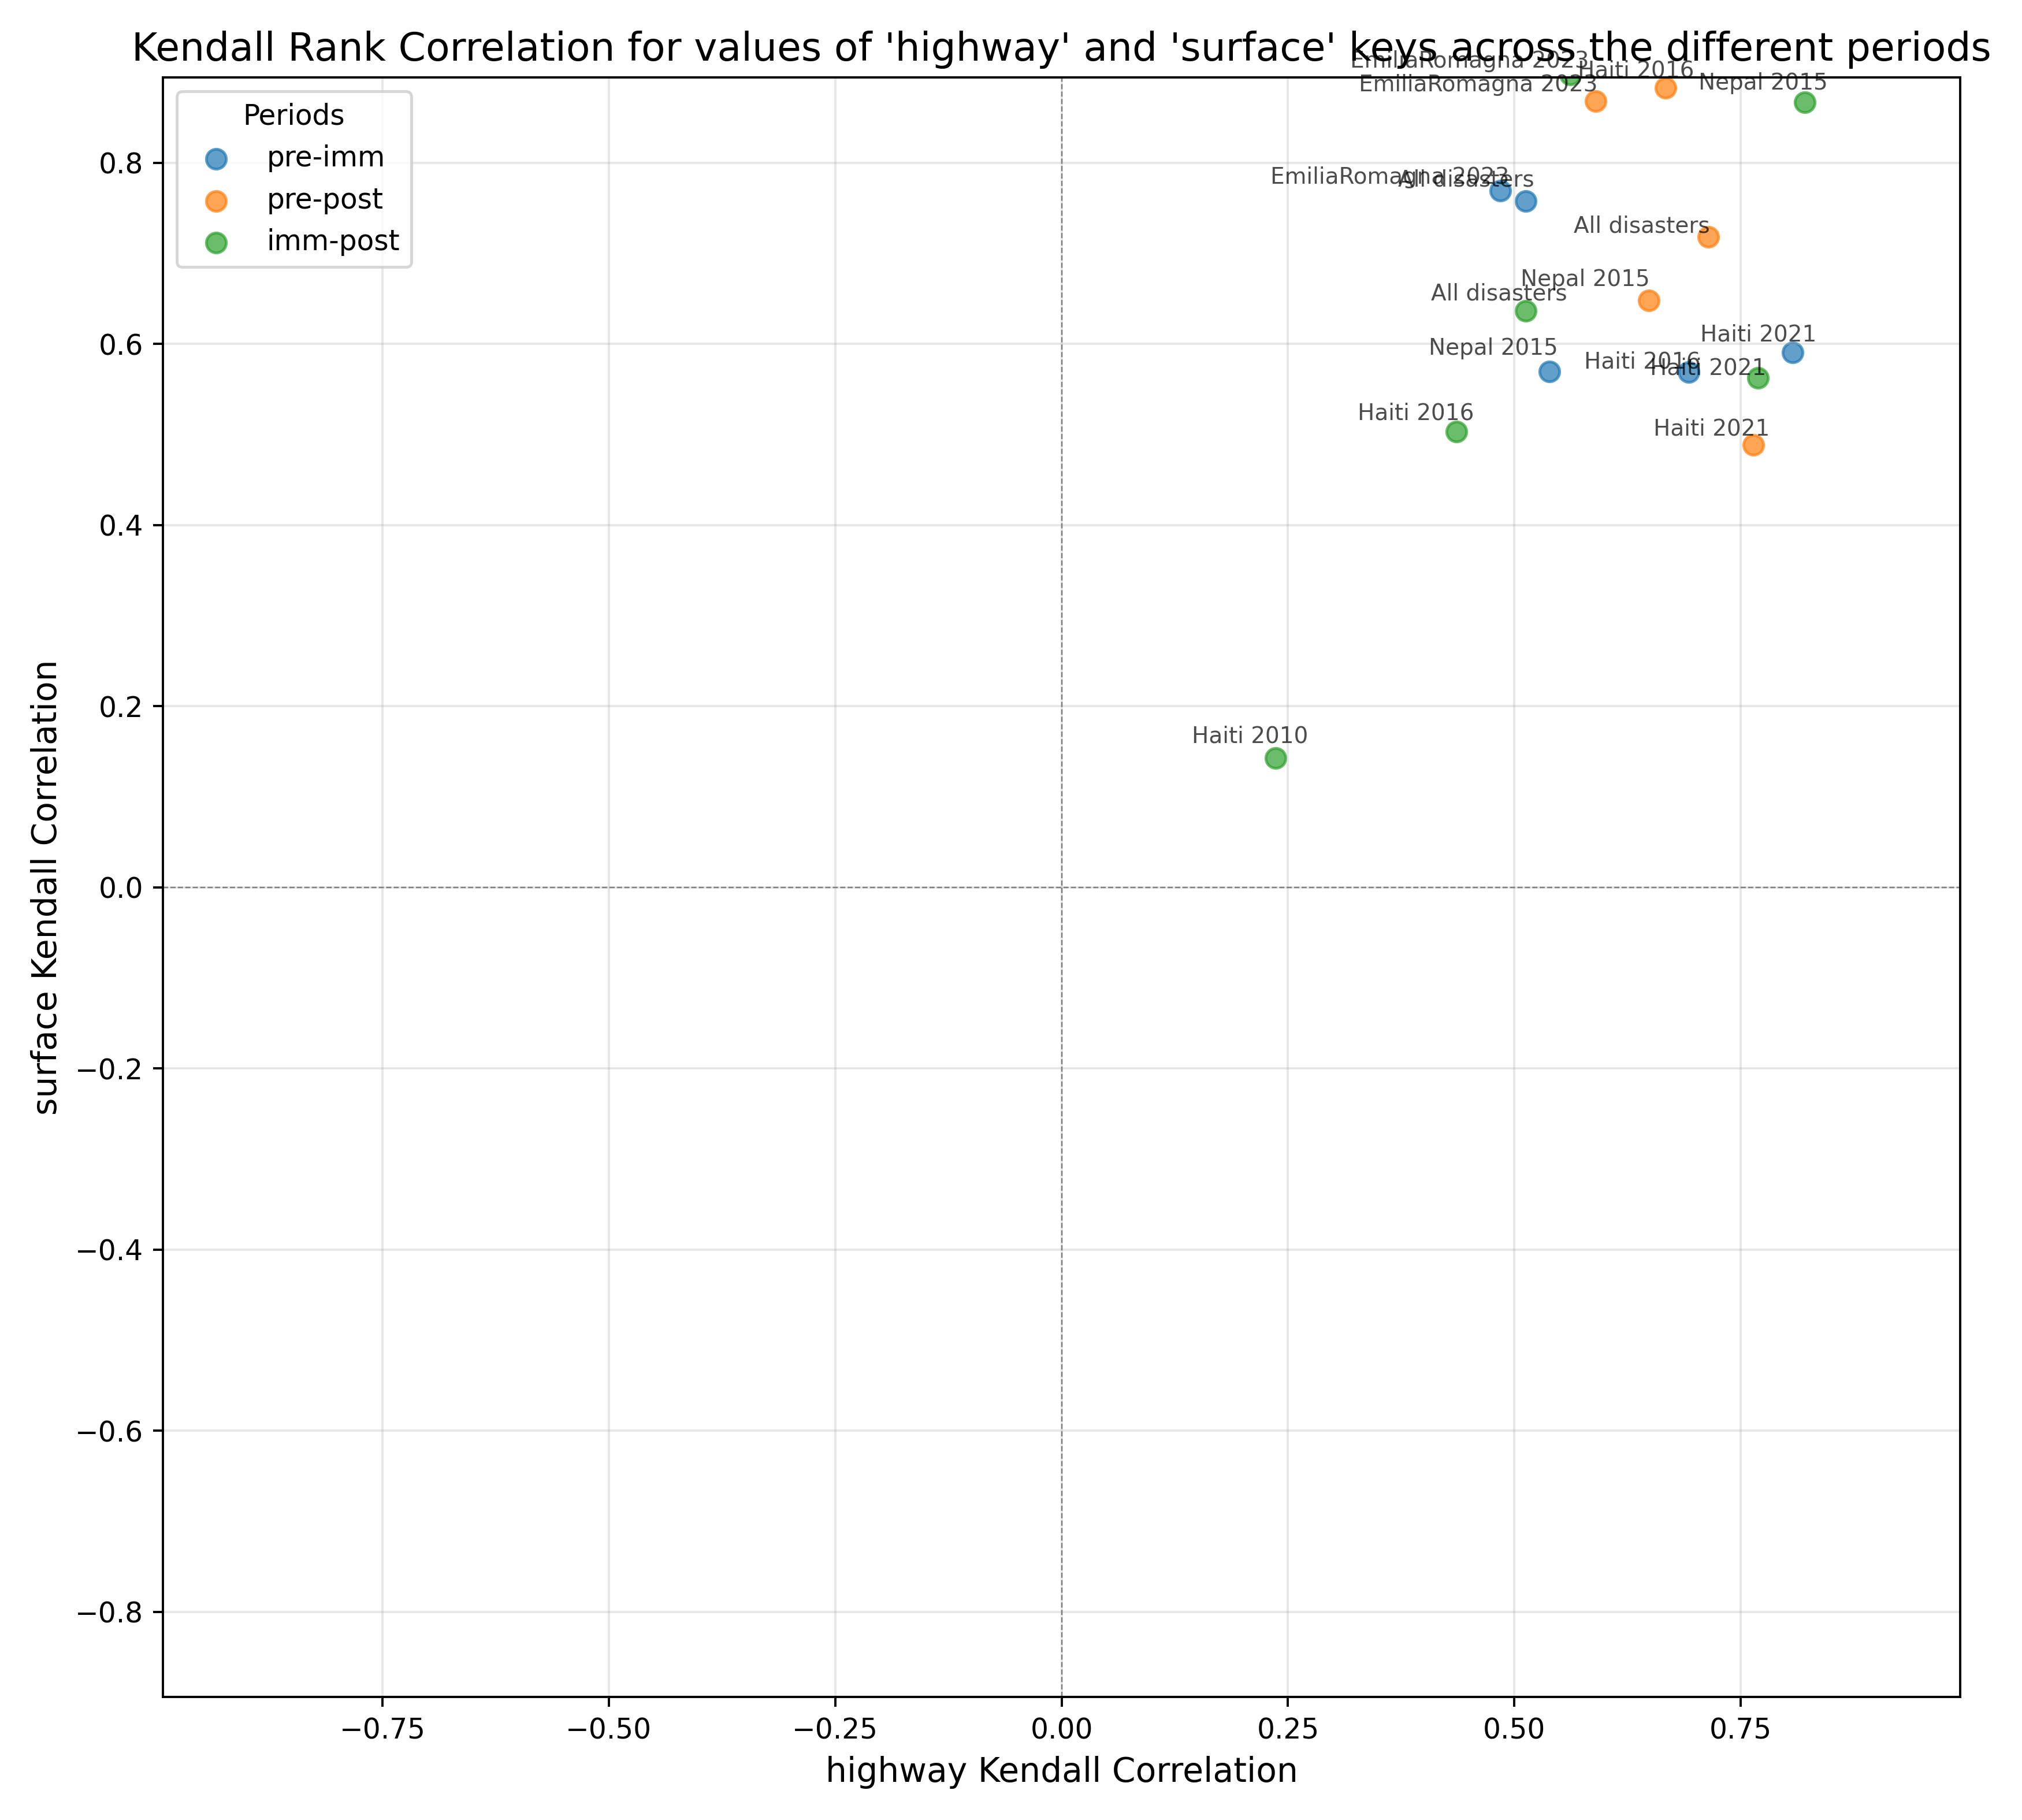 Kendall Rank Correlation for values of 'highway' and 'surface' keys across the different periods
EmiliaRomagna 2023
Haiti 2016
EmiliaRomagna 2023
Nepal 2015
Periods
pre-imm
pre-post
imm-post
EmiliaRomagna 2023
All disasters
All disasters
Nepal 2015
All disasters
Haiti 2021
Nepal 2015
Haiti 2016
Haiti 2021
Haiti 2016
Haiti 2021
Haiti 2010
surface Kendall Correlation
0.8
0.6
0.4
0.2
0.0
−0.2
−0.4
−0.6
−0.8
−0.75
−0.50
−0.25
0.00
0.25
0.50
0.75
highway Kendall Correlation